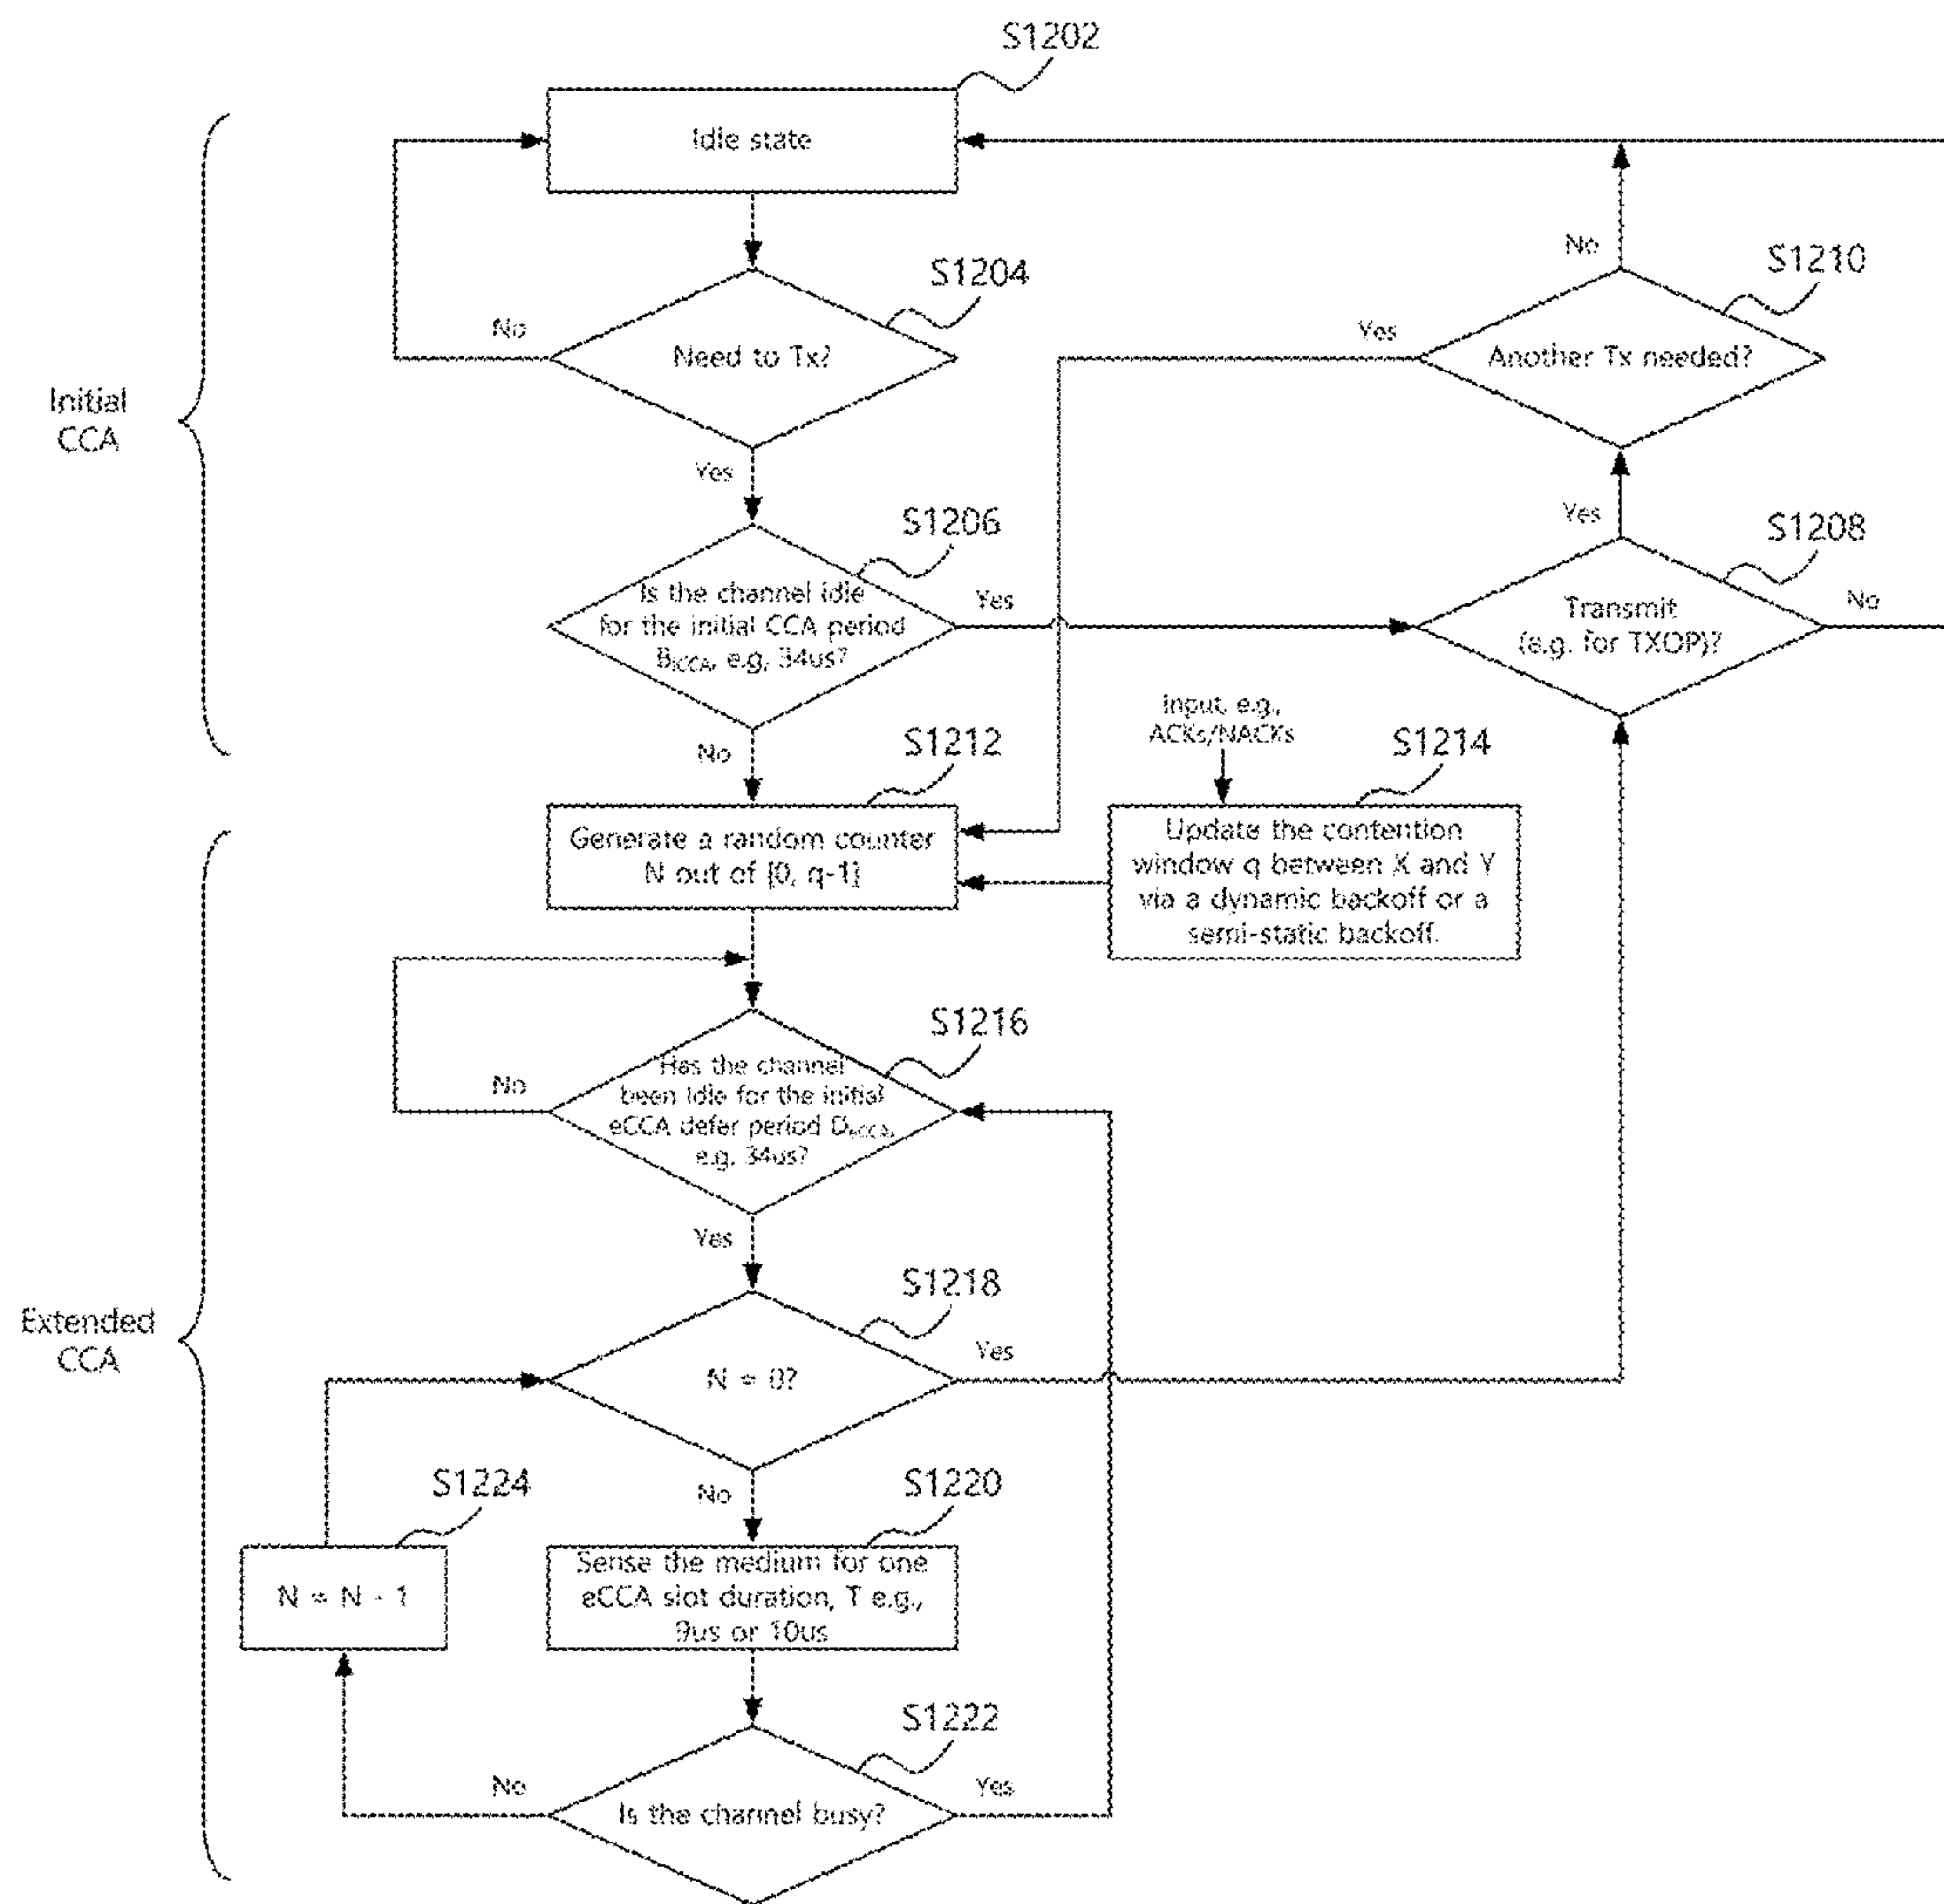 S1202
Idle state
S1204
Need to Tx?
No
Yes
S1210
Another Tx needed?
No
Yes
Initial
CCA
S1206
Is the channel idle
for the initial CCA period
BiCCA, e.g, 34us?
Yes
No
S1208
Transmit
(e.g. for TXOP)?
Yes
No
input, e.g.,
ACKs/NACKs
S1212
Generate a random counter
N out of [0, q-1]
S1214
Update the contention
window q between X and Y
via a dynamic backoff or a
semi-static backoff.
S1216
Has the channel
been idle for the initial
eCCA defer period DeCCA,
e.g. 34us?
No
Yes
Extended
CCA
S1218
N = 0?
Yes
No
S1224
N = N - 1
S1220
Sense the medium for one
eCCA slot duration, T e.g.,
9us or 10us
S1222
Is the channel busy?
No
Yes